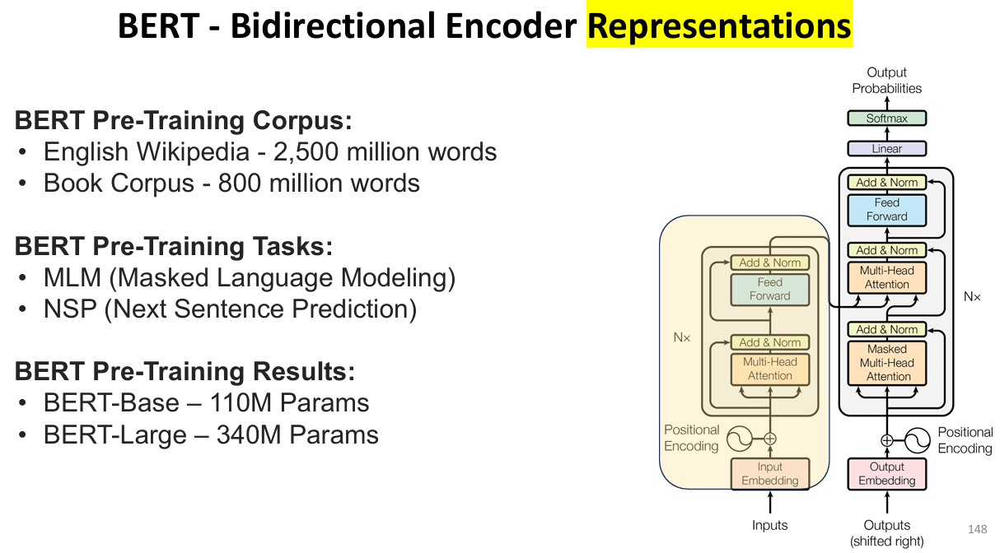 BERT - Bidirectional Encoder Representations
BERT Pre-Training Corpus:
• English Wikipedia - 2,500 million words
• Book Corpus - 800 million words
BERT Pre-Training Tasks:
• MLM (Masked Language Modeling)
• NSP (Next Sentence Prediction)
BERT Pre-Training Results:
• BERT-Base – 110M Params
• BERT-Large – 340M Params
Output
Probabilities
Softmax
Linear
Add & Norm
Feed
Forward
Add & Norm
Multi-Head
Attention
N×
Add & Norm
Masked
Multi-Head
Attention
Positional
Encoding
Output
Embedding
Outputs
(shifted right)
Add & Norm
Feed
Forward
N×
Add & Norm
Multi-Head
Attention
Positional
Encoding
Input
Embedding
Inputs
148